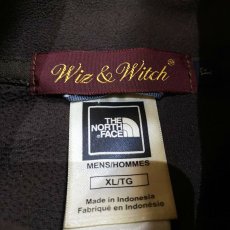 Wiz & Witch®
THE
NORTH
FACE
MENS/HOMMES
XL/TG
Made in Indonesia
Fabriqué en Indonésie